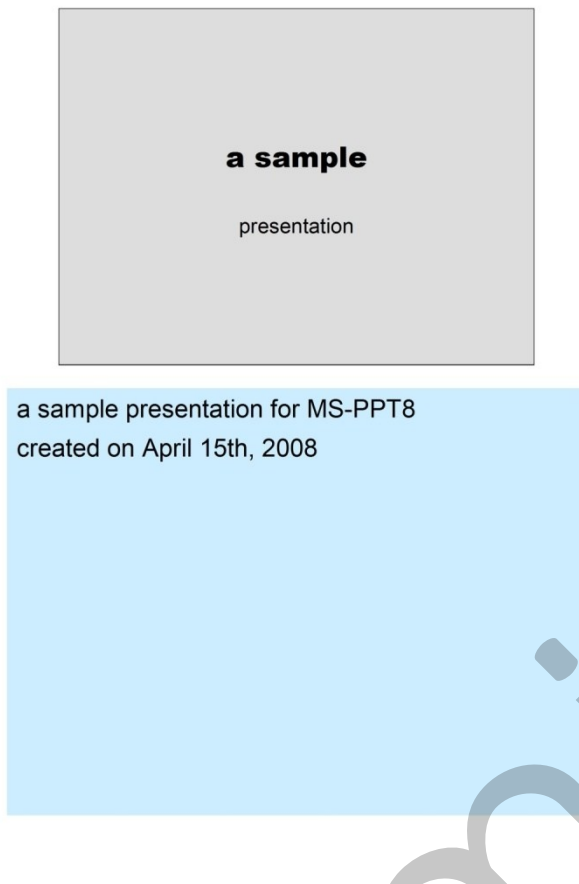 a sample
presentation
a sample presentation for MS-PPT8
created on April 15th, 2008